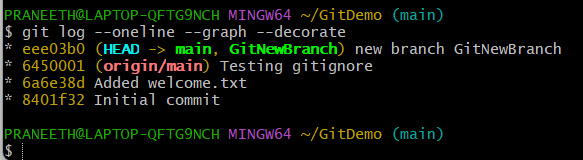 PRANEETH@LAPTOP-QFTG9NCH MINGW64 ~/GitDemo (main)
$ git log --oneline --graph --decorate
* eee03b0 (HEAD -> main, GitNewBranch) new branch GitNewBranch
* 6450001 (origin/main) Testing gitignore
* 6a6e38d Added welcome.txt
* 8401f32 Initial commit
PRANEETH@LAPTOP-QFTG9NCH MINGW64 ~/GitDemo (main)
$